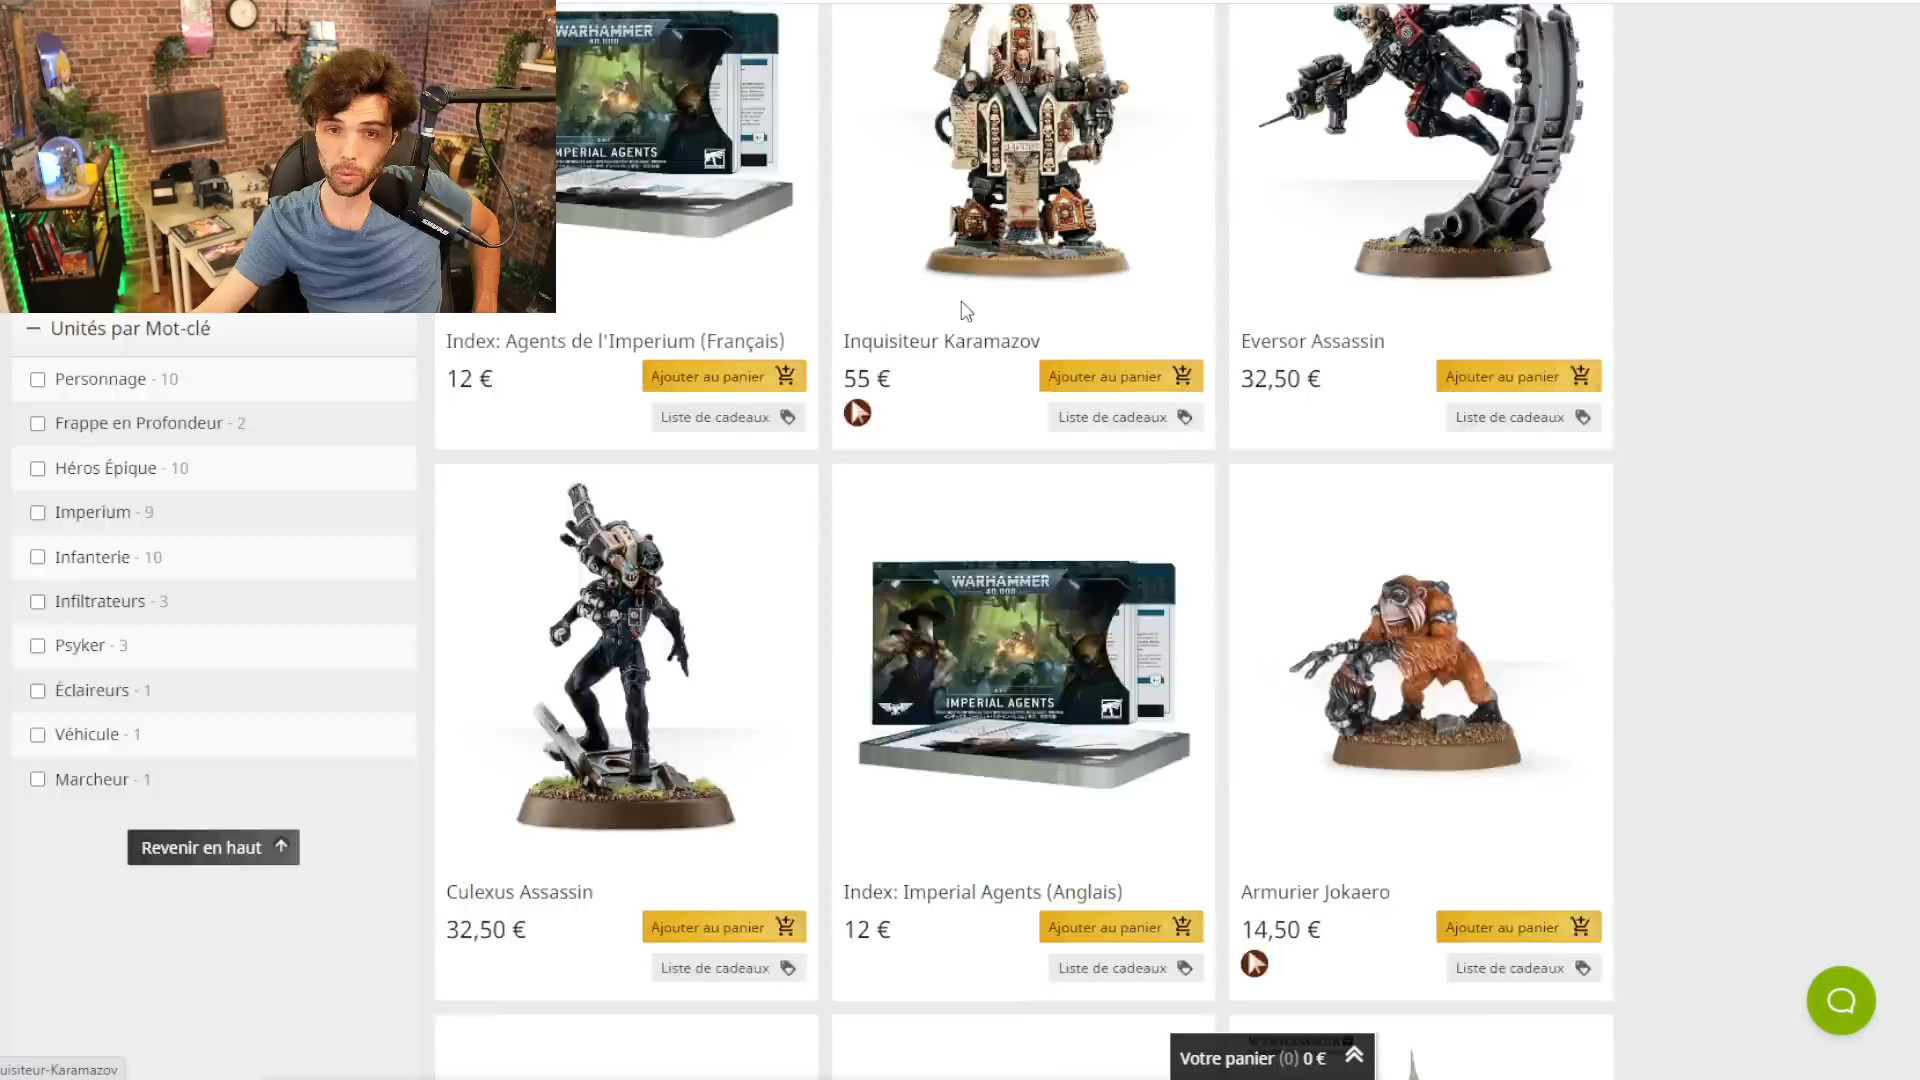 WARHAMMER
40,000
IMPERIAL AGENTS
SHURE
Unités par Mot-clé
Personnage - 10
Frappe en Profondeur - 2
Héros Épique - 10
Imperium - 9
Infanterie - 10
Infiltrateurs - 3
Psyker - 3
Éclaireurs - 1
Véhicule - 1
Marcheur - 1
Revenir en haut
Index: Agents de l'Imperium (Français)
12 €
Ajouter au panier
Liste de cadeaux
Inquisiteur Karamazov
55 €
Ajouter au panier
Liste de cadeaux
Eversor Assassin
32,50 €
Ajouter au panier
Liste de cadeaux
Culexus Assassin
32,50 €
Ajouter au panier
Liste de cadeaux
WARHAMMER
40,000
IMPERIAL AGENTS
Index: Imperial Agents (Anglais)
12 €
Ajouter au panier
Liste de cadeaux
Armurier Jokaero
14,50 €
Ajouter au panier
Liste de cadeaux
Votre panier (0) 0 €
uisiteur-Karamazov